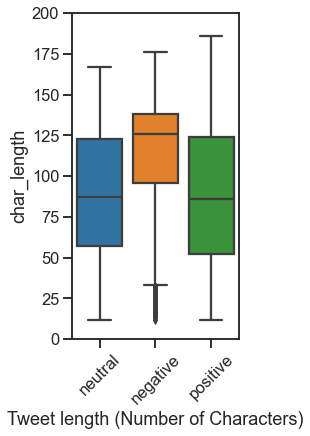 200
175
150
125
100
75
50
25
0
char_length
neutral
negative
positive
Tweet length (Number of Characters)